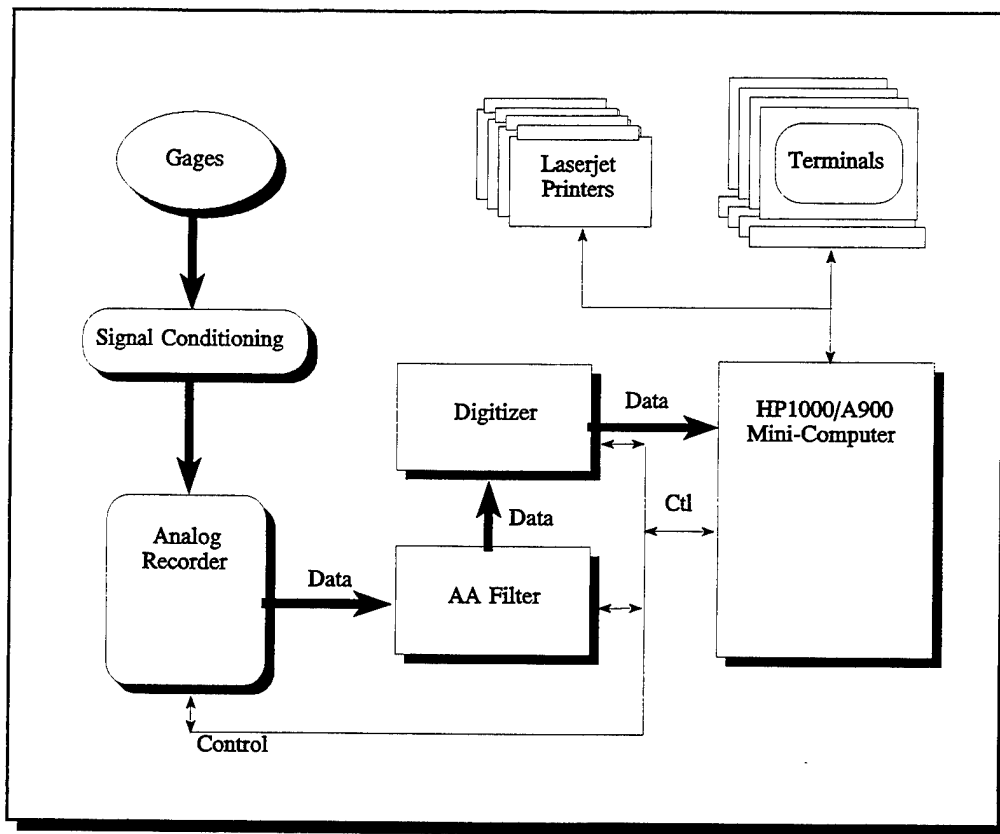 Gages
Laserjet
Printers
Terminals
Signal Conditioning
Digitizer
Data
HP1000/A900
Mini-Computer
Data
Ctl
Analog
Recorder
Data
AA Filter
Control